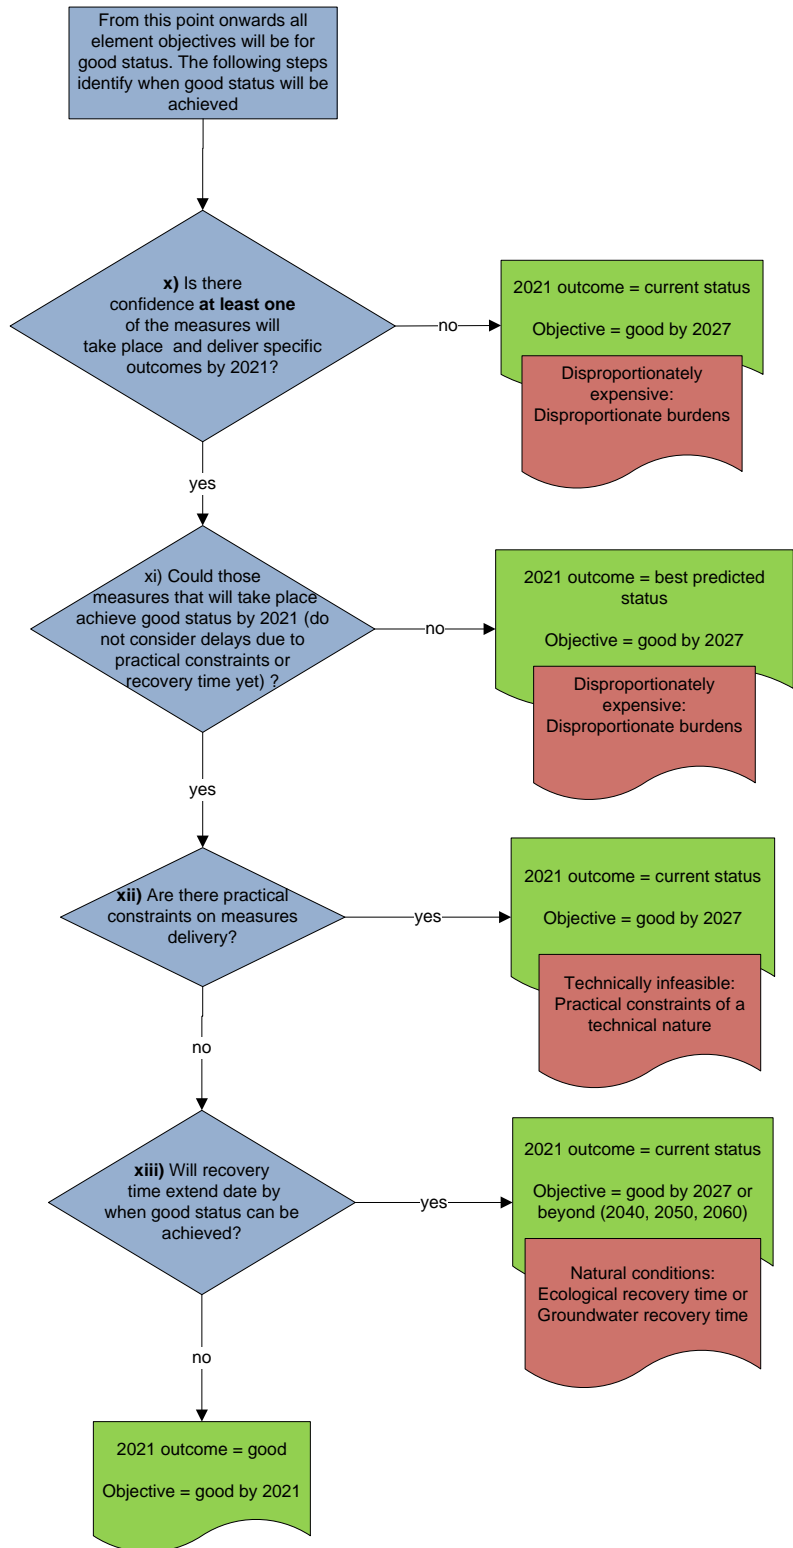 From this point onwards all
element objectives will be for
good status. The following steps
identify when good status will be
achieved
x) Is there
confidence at least one
of the measures will
take place and deliver specific
outcomes by 2021?
no
2021 outcome = current status
Objective = good by 2027
Disproportionately
expensive:
Disproportionate burdens
yes
xi) Could those
measures that will take place
achieve good status by 2021 (do
not consider delays due to
practical constraints or
recovery time yet) ?
no
2021 outcome = best predicted
status
Objective = good by 2027
Disproportionately
expensive:
Disproportionate burdens
yes
xii) Are there practical
constraints on measures
delivery?
yes
2021 outcome = current status
Objective = good by 2027
Technically infeasible:
Practical constraints of a
technical nature
no
xiii) Will recovery
time extend date by
when good status can be
achieved?
yes
2021 outcome = current status
Objective = good by 2027 or
beyond (2040, 2050, 2060)
Natural conditions:
Ecological recovery time or
Groundwater recovery time
no
2021 outcome = good
Objective = good by 2021